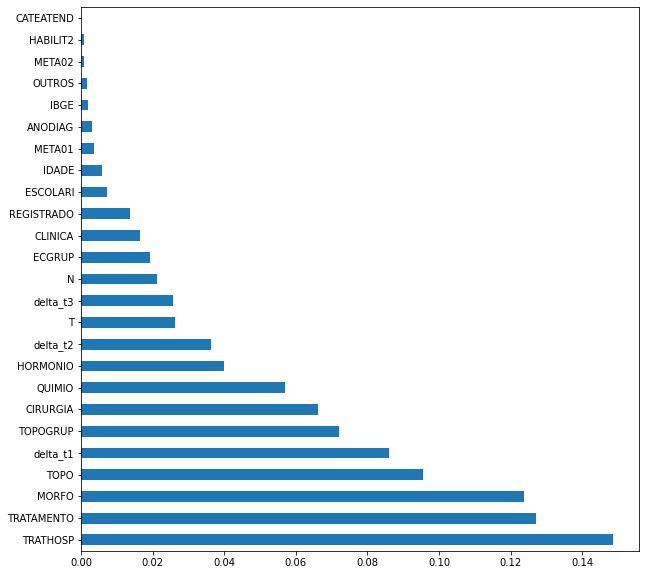 CATEATEND
HABILIT2
META02
OUTROS
IBGE
ANODIAG
META01
IDADE
ESCOLARI
REGISTRADO
CLINICA
ECGRUP
N
delta_t3
T
delta_t2
HORMONIO
QUIMIO
CIRURGIA
TOPOGRUP
delta_t1
TOPO
MORFO
TRATAMENTO
TRATHOSP
0.00 0.02 0.04 0.06 0.08 0.10 0.12 0.14